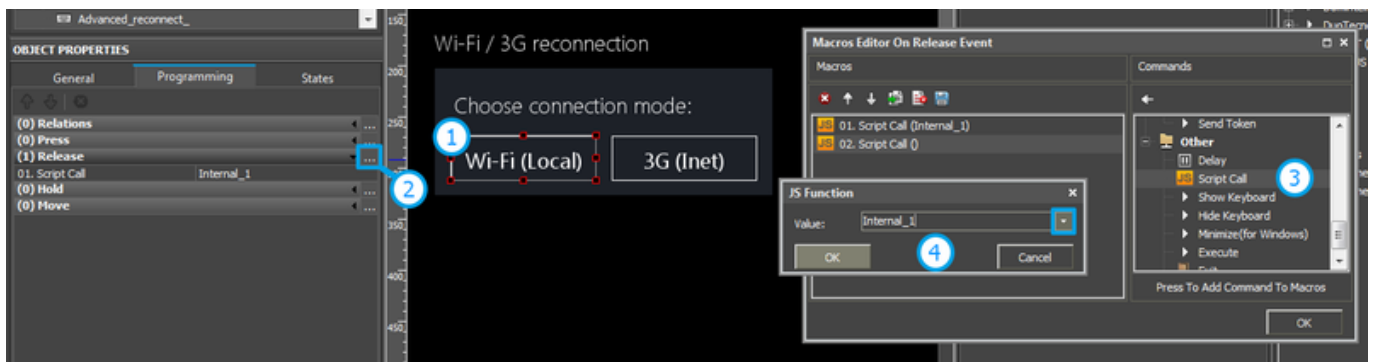 Advanced_reconnect_
OBJECT PROPERTIES
General Programming States
(0) Relations ...
(0) Press ...
(1) Release ...
01. Script Call Internal_1
(0) Hold ...
(0) Move ...
2
150
200
250
350
400
450
Wi-Fi / 3G reconnection
Choose connection mode:
1
Wi-Fi (Local) 3G (Inet)
Macros Editor On Release Event
Macros
JS 01. Script Call (Internal_1)
JS 02. Script Call ()
JS Function
Value: Internal_1
OK 4 Cancel
Commands
Send Token
Other
Delay
JS Script Call 3
Show Keyboard
Hide Keyboard
Minimize(for Windows)
Execute
Press To Add Command To Macros
OK